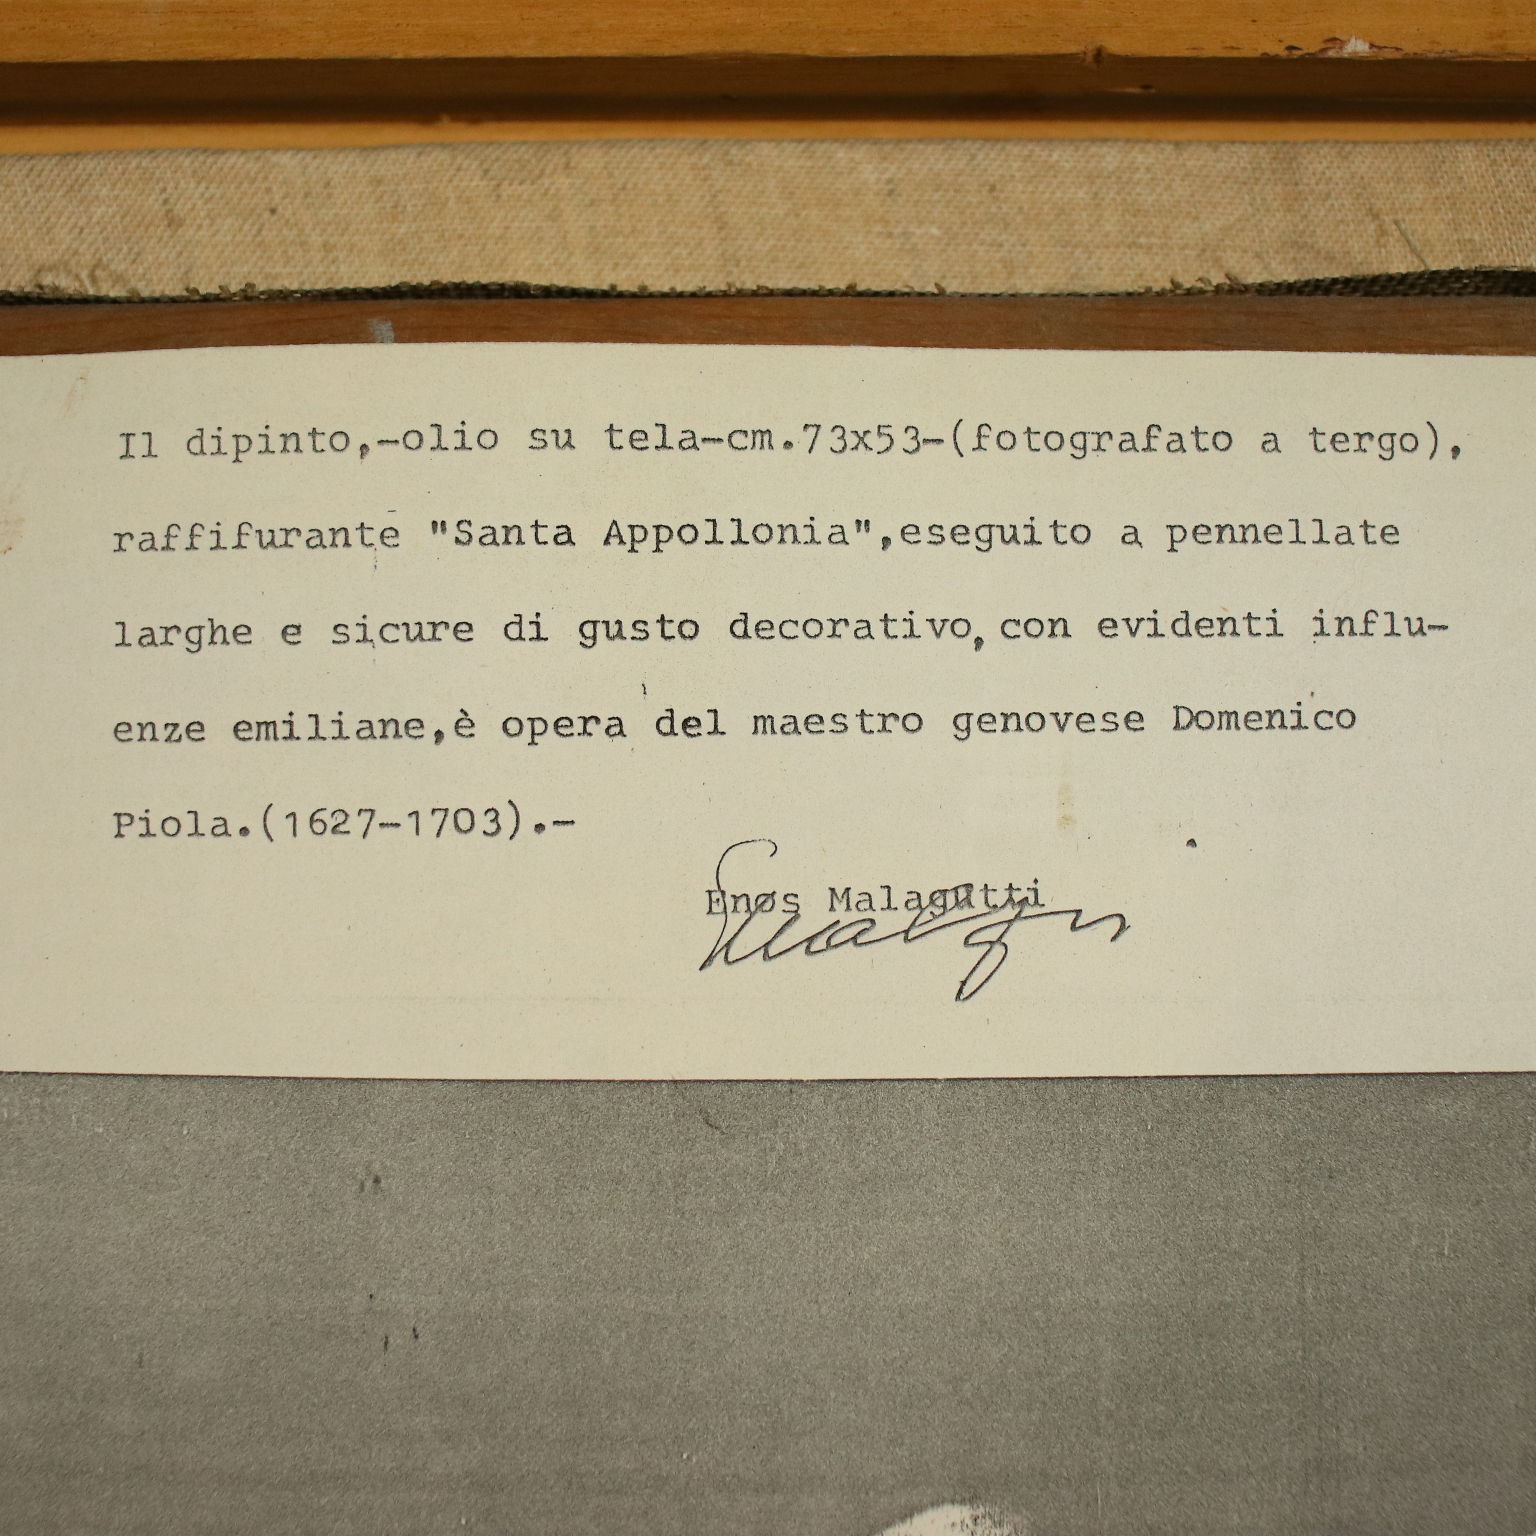 Il dipinto,-olio su tela-cm.73x53-(fotografato a tergo),
raffifurante "Santa Appollonia",eseguito a pennellate
larghe e sicure di gusto decorativo,con evidenti influ-
enze emiliane,è opera del maestro genovese Domenico
Piola.(1627-1703).-
Enos Malagutti